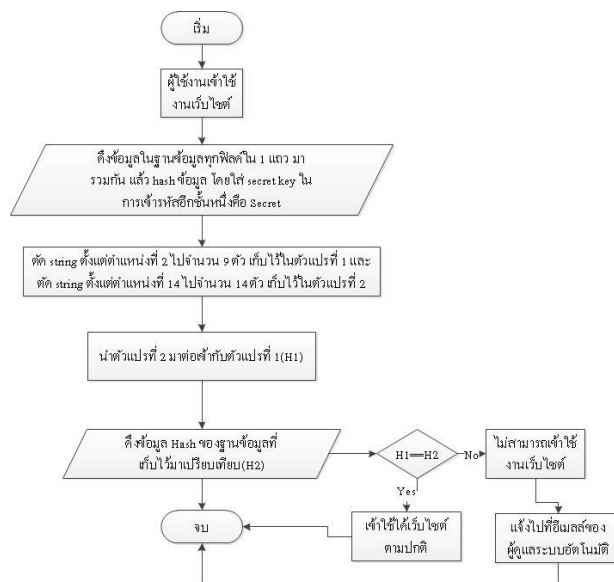 เริ่ม
ผู้ใช้งานเข้าใช้
งานเว็บไซต์
ดึงข้อมูลในฐานข้อมูลทุกฟิลด์ใน 1 แถว มา
รวมกัน แล้ว hash ข้อมูล โดยใส่ secret key ใน
การเข้ารหัสอีกชั้นหนึ่งคือ Secret
ตัด string ตั้งแต่ตำแหน่งที่ 2 ไปจำนวน 9 ตัว เก็บไว้ในตัวแปรที่ 1 และ
ตัด string ตั้งแต่ตำแหน่งที่ 14 ไปจำนวน 14 ตัว เก็บไว้ในตัวแปรที่ 2
นำตัวแปรที่ 2 มาต่อเข้ากับตัวแปรที่ 1(H1)
ดึงข้อมูล Hash ของฐานข้อมูลที่
เก็บไว้มาเปรียบเทียบ(H2)
H1==H2
No
ไม่สามารถเข้าใช้
งานเว็บไซต์
Yes
เข้าใช้ได้เว็บไซต์
ตามปกติ
แจ้งไปที่อีเมลล์ของ
ผู้ดูแลระบบอัตโนมัติ
จบ